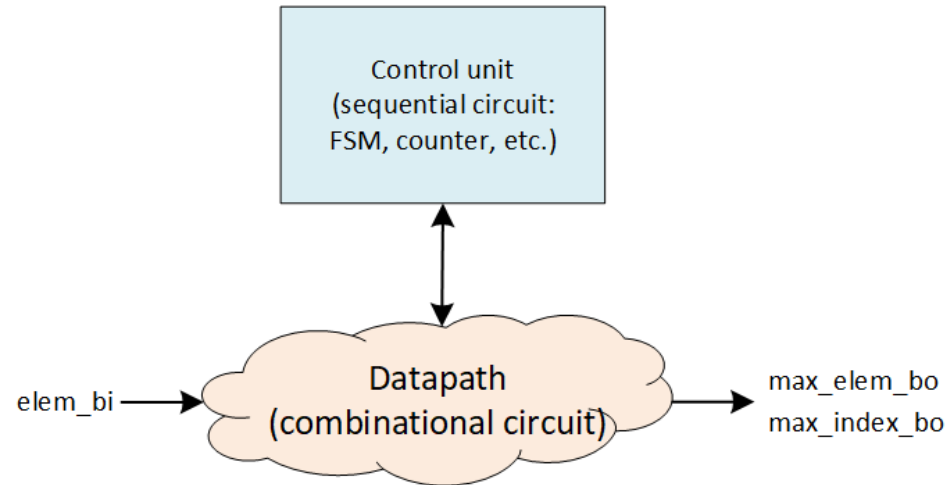 Control unit
(sequential circuit:
FSM, counter, etc.)
Datapath
(combinational circuit)
elem_bi
max_elem_bo
max_index_bo